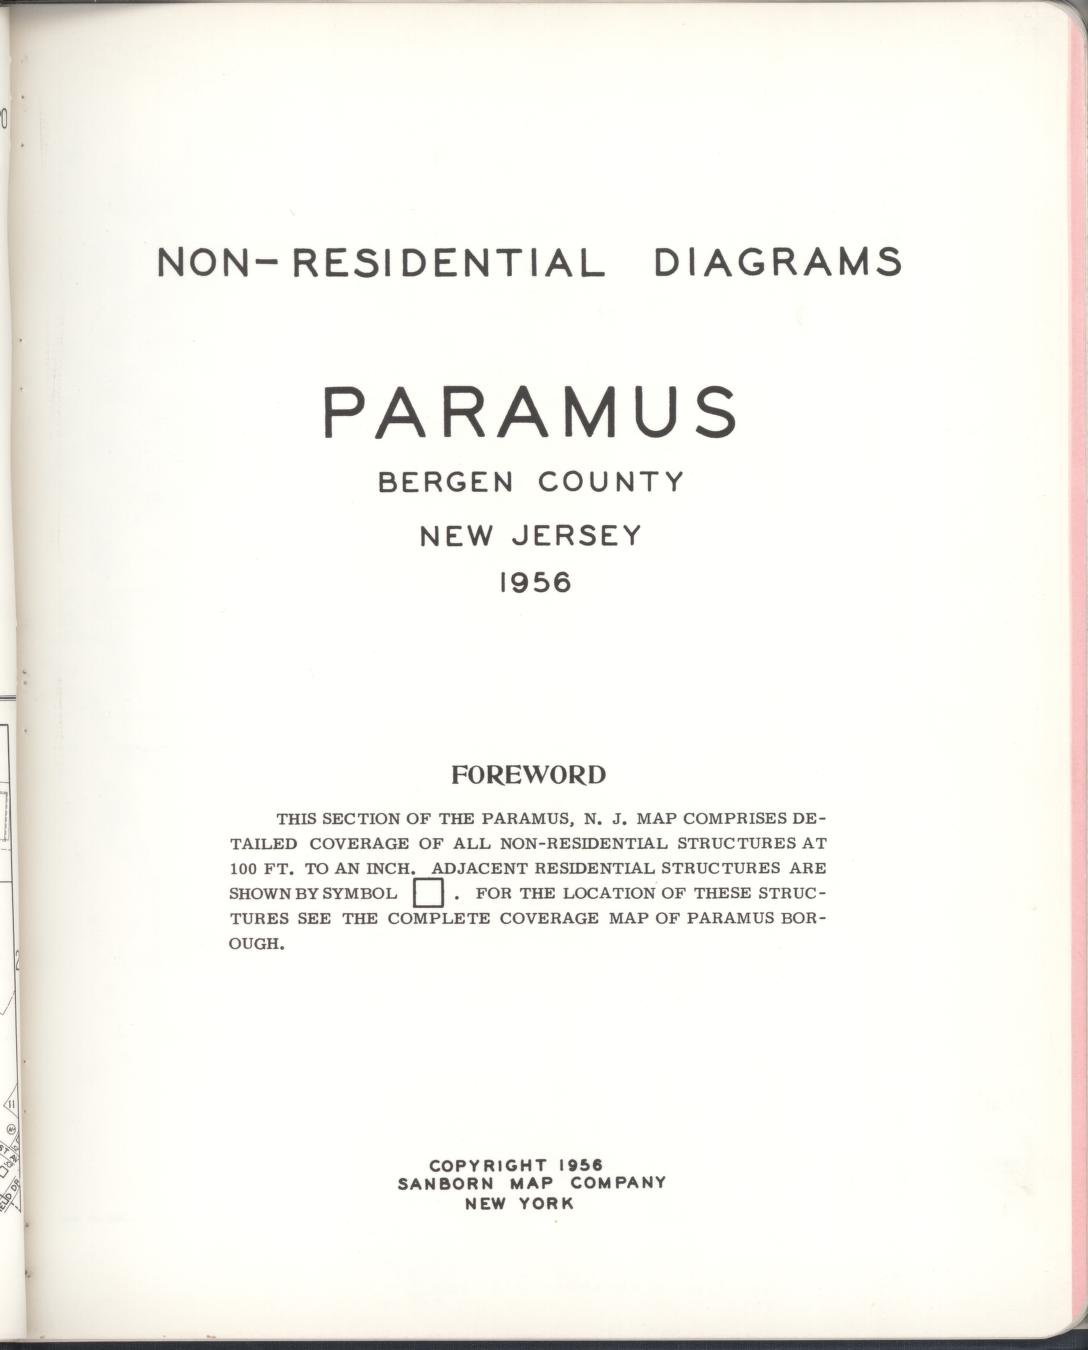 NON-RESIDENTIAL DIAGRAMS
PARAMUS
BERGEN COUNTY
NEW JERSEY
1956
FOREWORD
THIS SECTION OF THE PARAMUS, N. J. MAP COMPRISES DE-
TAILED COVERAGE OF ALL NON-RESIDENTIAL STRUCTURES AT
100 FT. TO AN INCH. ADJACENT RESIDENTIAL STRUCTURES ARE
SHOWN BY SYMBOL . FOR THE LOCATION OF THESE STRUC-
TURES SEE THE COMPLETE COVERAGE MAP OF PARAMUS BOR-
OUGH.
COPYRIGHT 1956
SANBORN MAP COMPANY
NEW YORK
11